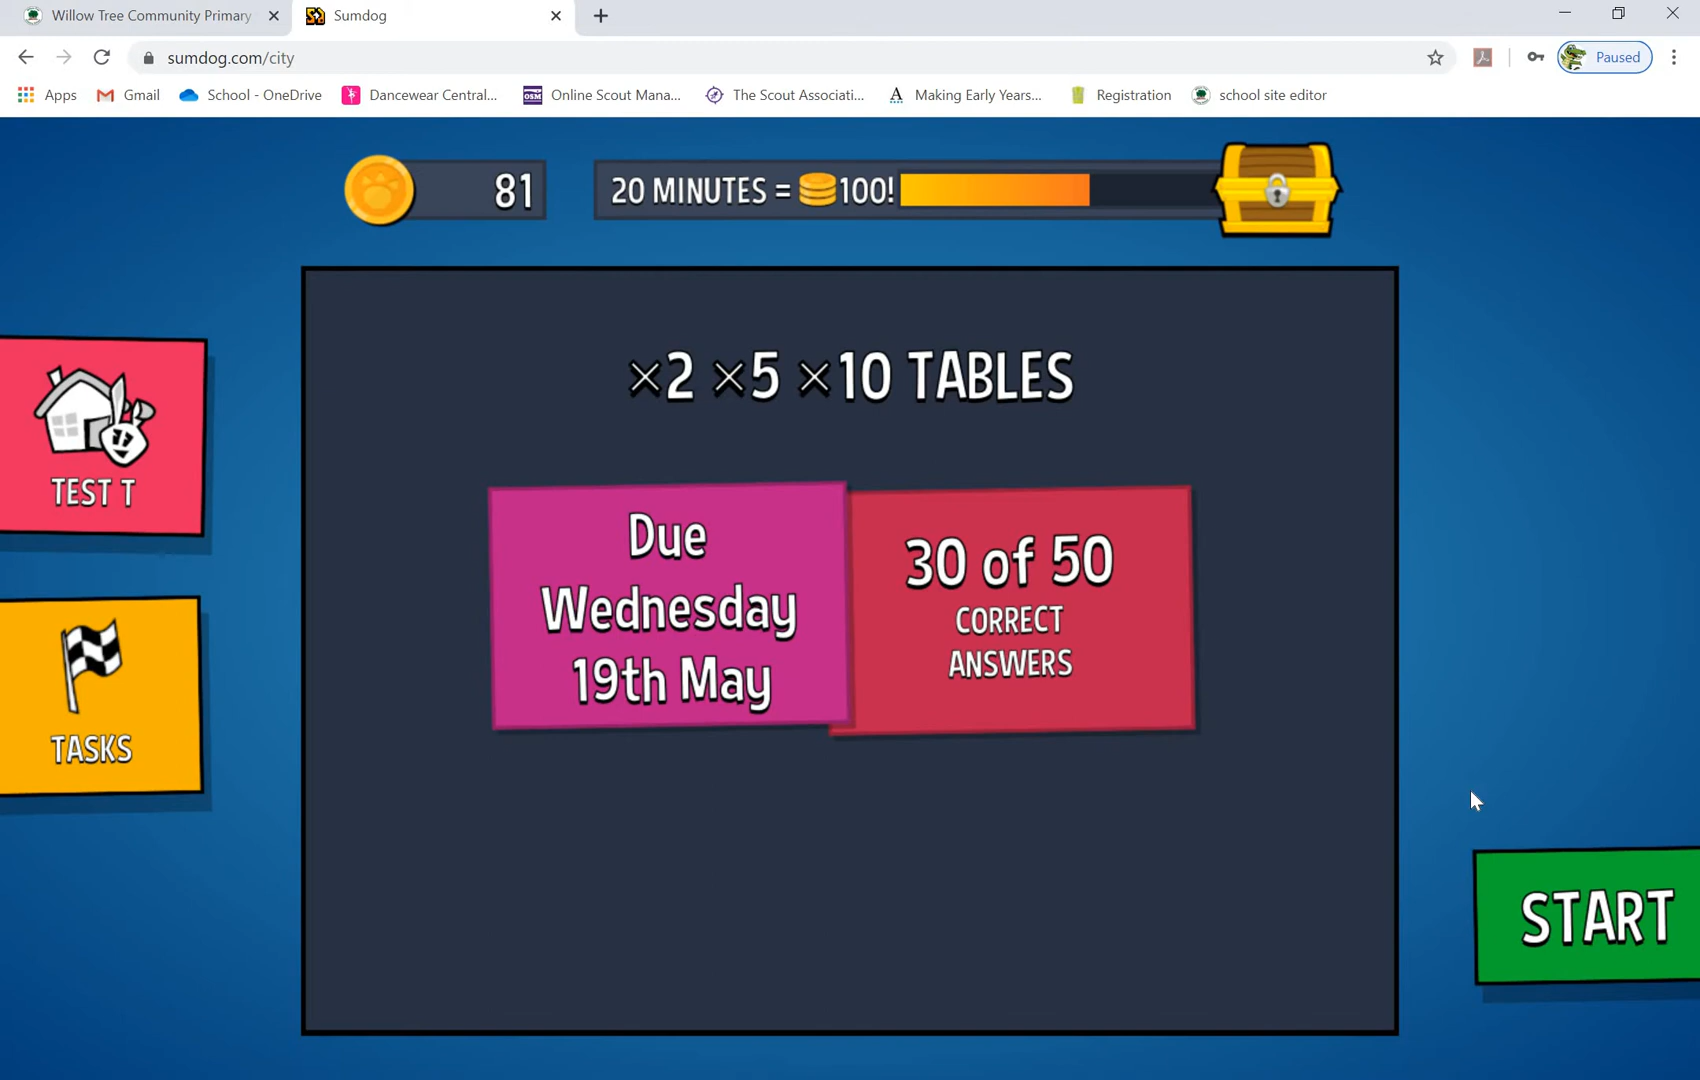 Willow Tree Community Primary
Sumdog
sumdog.com/city
Paused
Apps
Gmail
School - OneDrive
Dancewear Central...
OSM
Online Scout Mana...
The Scout Associati...
A
Making Early Years...
Registration
school site editor
81
20 MINUTES = 100!
×2 ×5 ×10 TABLES
TEST T
Due
Wednesday
19th May
30 of 50
CORRECT
ANSWERS
TASKS
START